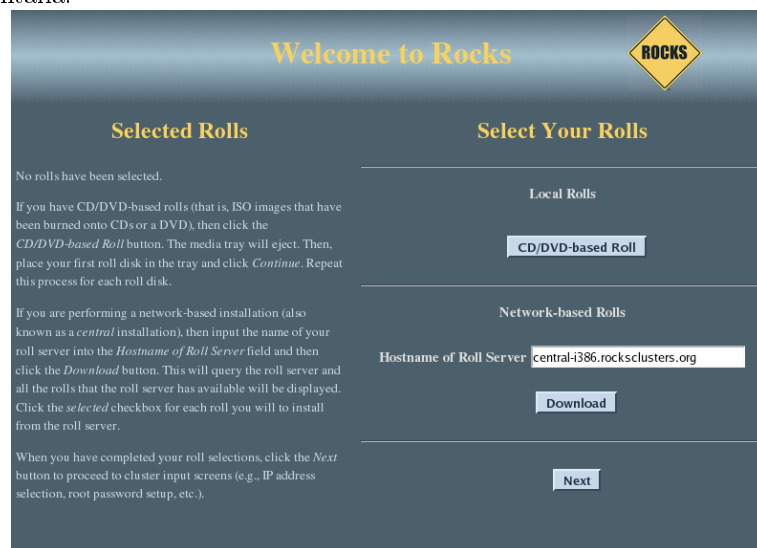 Welcome to Rocks
ROCKS
Selected Rolls
No rolls have been selected.
If you have CD/DVD-based rolls (that is, ISO images that have
been burned onto CDs or a DVD), then click the
CD/DVD-based Roll button. The media tray will eject. Then,
place your first roll disk in the tray and click Continue. Repeat
this process for each roll disk.
If you are performing a network-based installation (also
known as a central installation), then input the name of your
roll server into the Hostname of Roll Server field and then
click the Download button. This will query the roll server and
all the rolls that the roll server has available will be displayed.
Click the selected checkbox for each roll you will to install
from the roll server.
When you have completed your roll selections, click the Next
button to proceed to cluster input screens (e.g., IP address
selection, root password setup, etc.).
Select Your Rolls
Local Rolls
CD/DVD-based Roll
Network-based Rolls
Hostname of Roll Server central-i386.rocksclusters.org
Download
Next